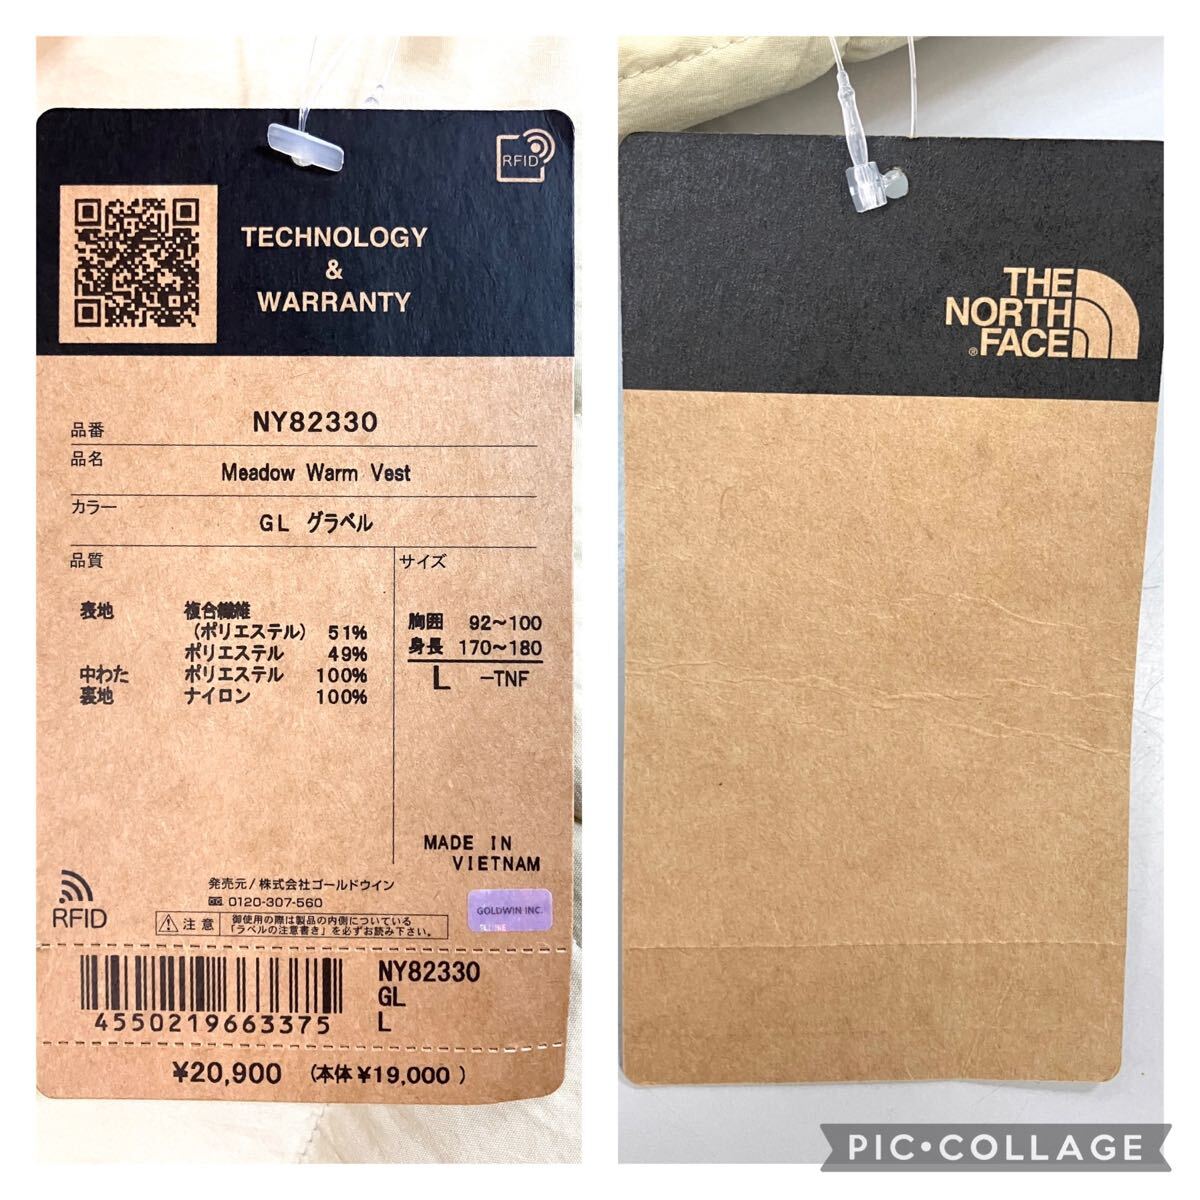 RFID
TECHNOLOGY
&
WARRANTY
品番 NY82330
品名 Meadow Warm Vest
カラー GL グラベル
品質
表地 複合繊維
(ポリエステル) 51%
ポリエステル 49%
中わた ポリエステル 100%
裏地 ナイロン 100%
サイズ
胸囲 92～100
身長 170～180
L -TNF
MADE IN
VIETNAM
発売元/株式会社ゴールドウイン
0120-307-560
RFID
注意
御使用の際は製品の内側についている
「ラベルの注意書き」を必ずお読み下さい。
GOLDWIN INC.
4550219663375
NY82330
GL
L
¥20,900 (本体¥19,000)
THE
NORTH
®FACE
PIC•COLLAGE